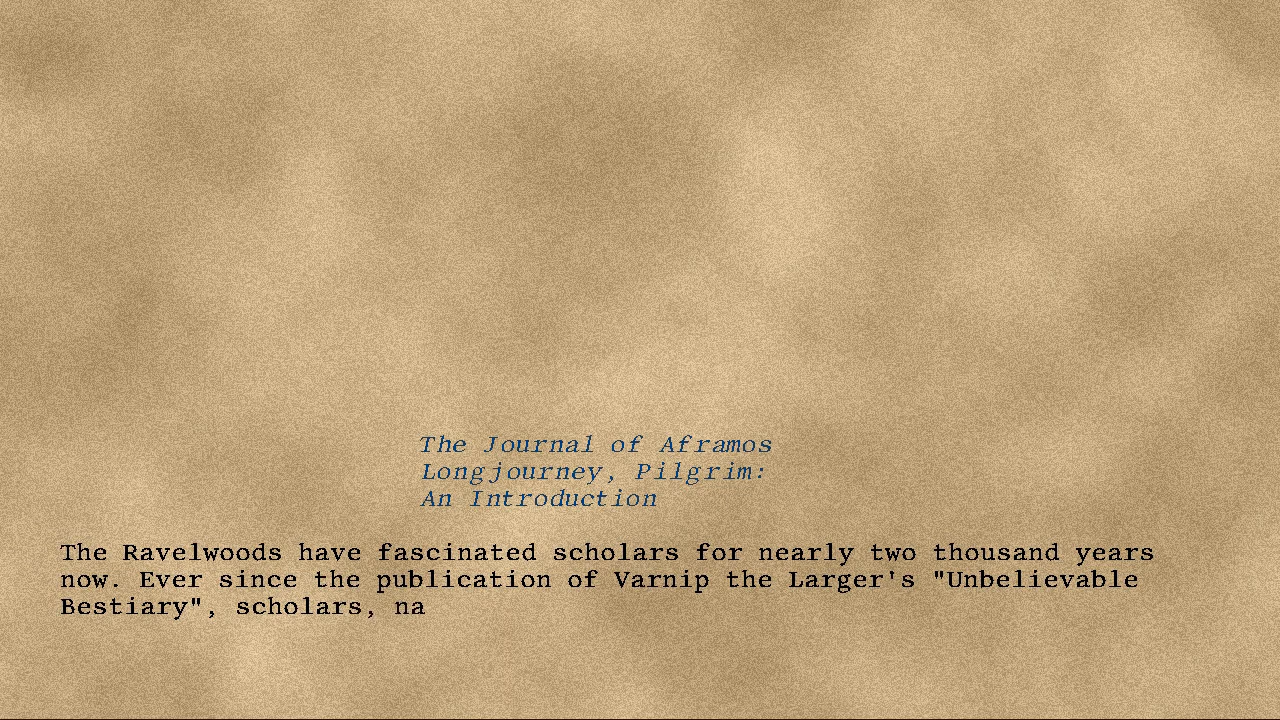 The Journal of Aframos
Longjourney, Pilgrim:
An Introduction
The Ravelwoods have fascinated scholars for nearly two thousand years
now. Ever since the publication of Varnip the Larger's "Unbelievable
Bestiary", scholars, na